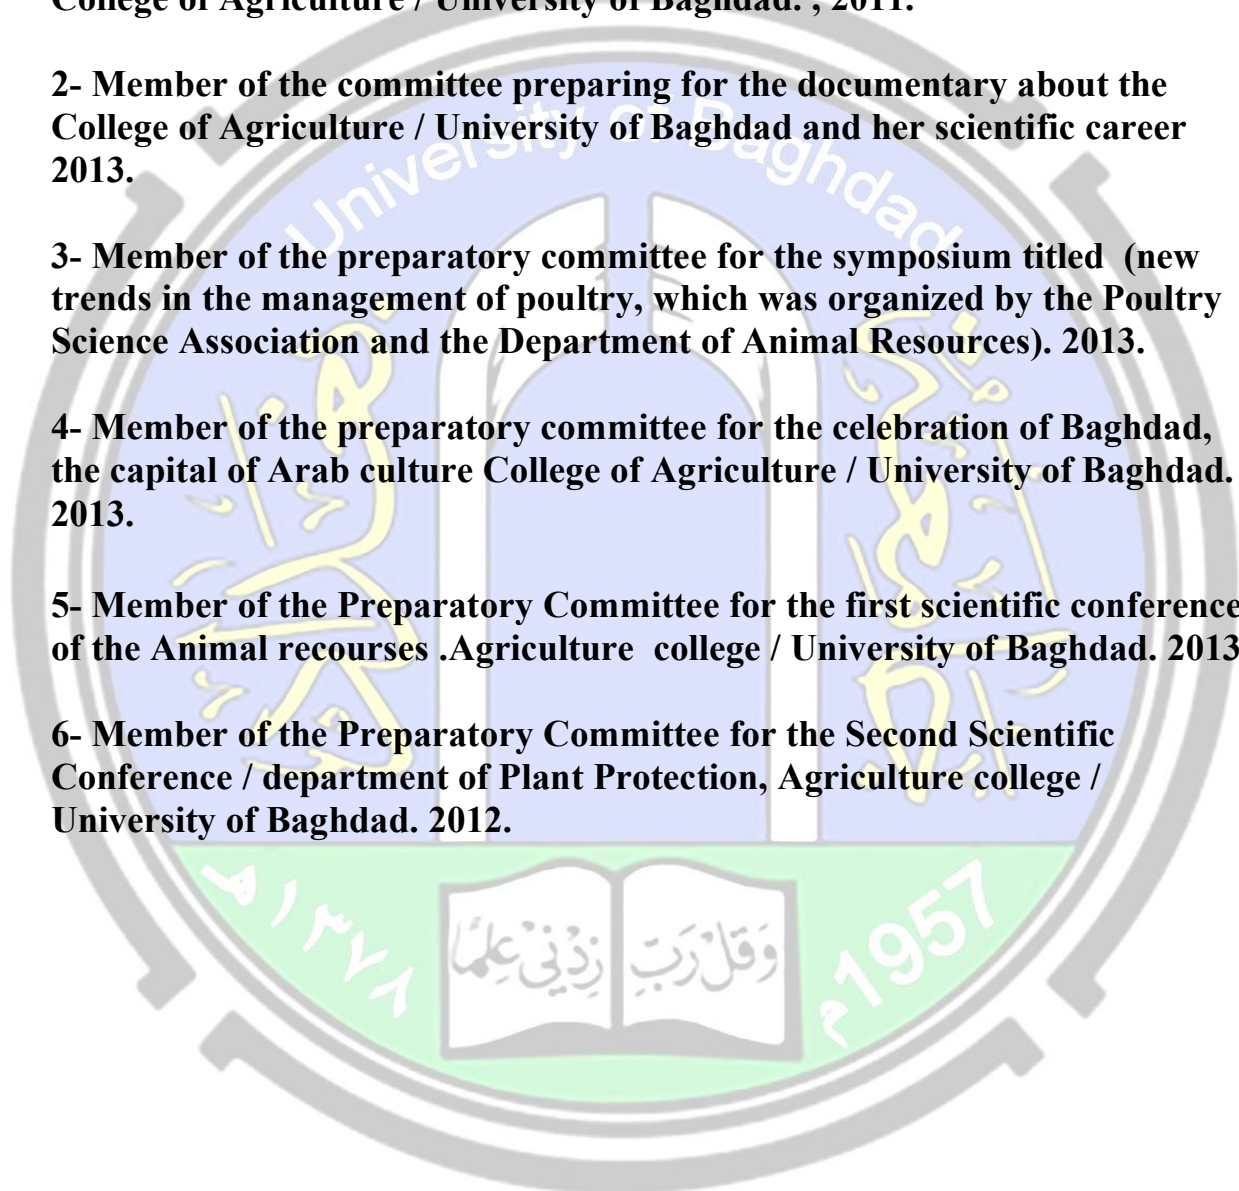 College of Agriculture / University of Baghdad. , 2011.
2- Member of the committee preparing for the documentary about the
College of Agriculture / University of Baghdad and her scientific career
2013.
3- Member of the preparatory committee for the symposium titled (new
trends in the management of poultry, which was organized by the Poultry
Science Association and the Department of Animal Resources). 2013.
4- Member of the preparatory committee for the celebration of Baghdad,
the capital of Arab culture College of Agriculture / University of Baghdad.
2013.
5- Member of the Preparatory Committee for the first scientific conference
of the Animal recourses .Agriculture college / University of Baghdad. 2013
6- Member of the Preparatory Committee for the Second Scientific
Conference / department of Plant Protection, Agriculture college /
University of Baghdad. 2012.
University of Baghdad
١٣٧٨هـ
وَقُلْ رَبِّ زِدْنِي عِلْمًا
1957م